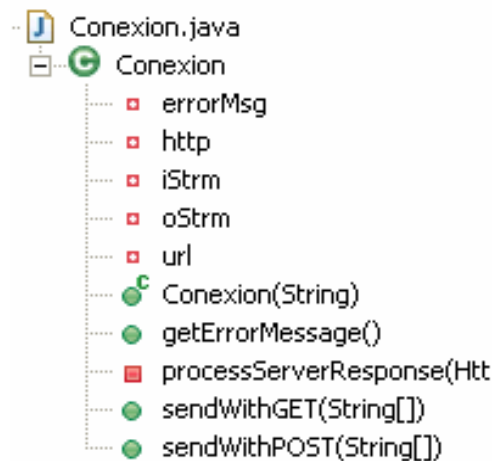 Conexion.java
Conexion
errorMsg
http
iStrm
oStrm
url
Conexion(String)
getErrorMessage()
processServerResponse(Htt
sendWithGET(String[])
sendWithPOST(String[])